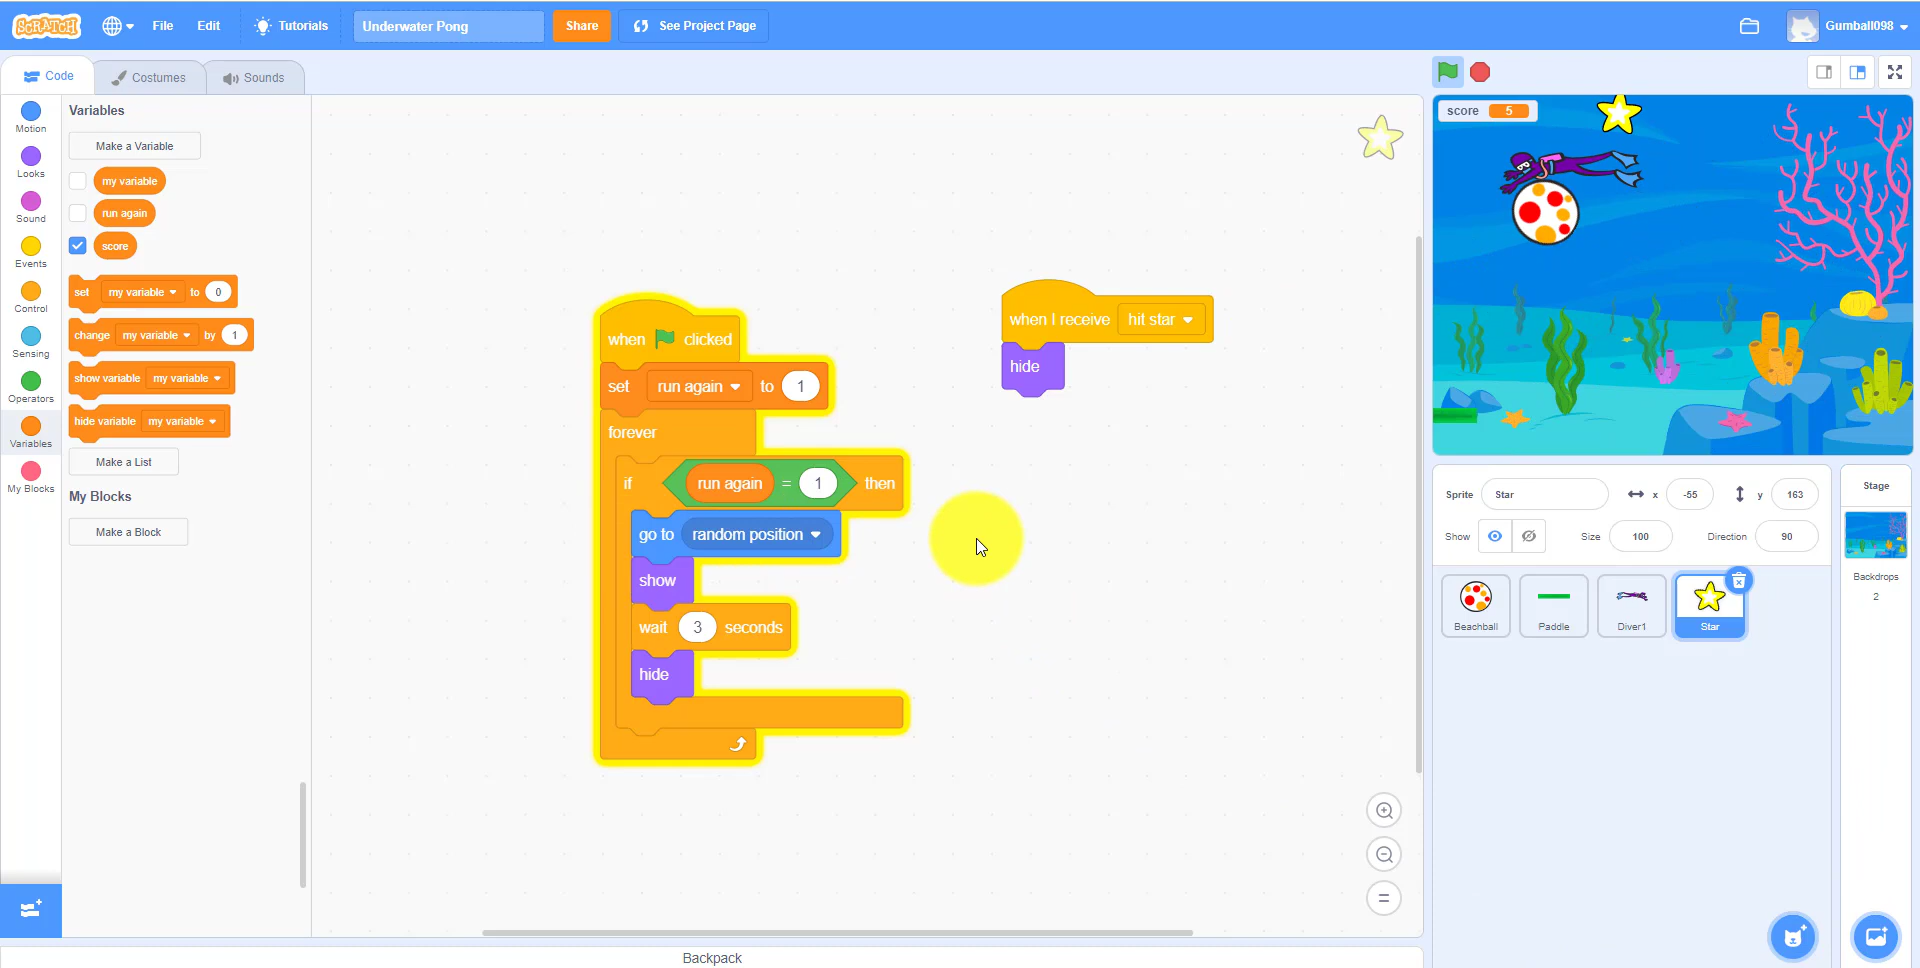 SCRATCH File Edit Tutorials Underwater Pong Share See Project Page Gumball098
Code Costumes Sounds
Motion
Looks
Sound
Events
Control
Sensing
Operators
Variables
My Blocks
Variables
Make a Variable
my variable
run again
score
set my variable to 0
change my variable by 1
show variable my variable
hide variable my variable
Make a List
My Blocks
Make a Block
when clicked
set run again to 1
forever
if run again = 1 then
go to random position
show
wait 3 seconds
hide
when I receive hit star
hide
score 5
Sprite Star x -55 y 163
Show Size 100 Direction 90
Beachball Paddle Diver1 Star
Stage
Backdrops
2
Backpack